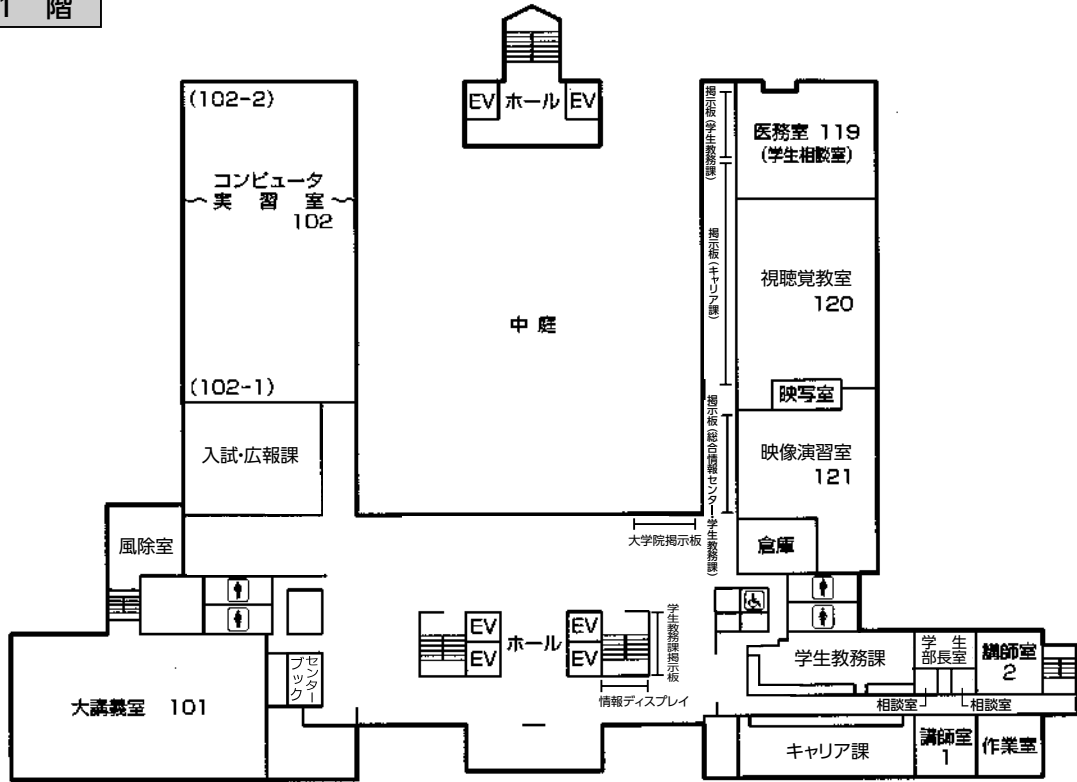 1 階
EV ホール EV
(102-2)
コンピュータ
実習室
102
(102-1)
入試・広報課
風除室
中庭
掲示板(学生教務課)
掲示板(キャリア課)
掲示板(総合情報センター・学生教務課)
医務室 119
(学生相談室)
視聴覚教室
120
映写室
映像演習室
121
倉庫
大学院掲示板
EV
EV
ホール
EV
EV
学生教務課掲示板
情報ディスプレイ
ブック
センター
大講義室 101
学生教務課
学生
部長室
講師室
2
相談室
相談室
キャリア課
講師室
1
作業室